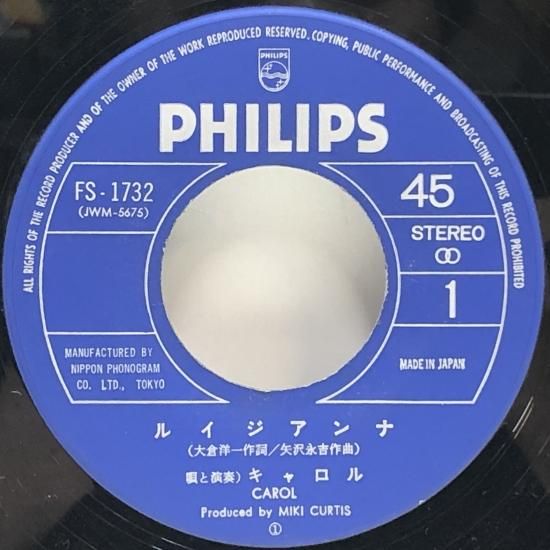 ALL RIGHTS OF THE RECORD PRODUCER AND OF THE OWNER OF THE WORK REPRODUCED RESERVED. COPYING, PUBLIC PERFORMANCE AND BROADCASTING OF THIS RECORD PROHIBITED
PHILIPS
PHILIPS
FS-1732
(JWM-5675)
45
STEREO
1
MANUFACTURED BY
NIPPON PHONOGRAM
CO. LTD., TOKYO
MADE IN JAPAN
ルイジアンナ
(大倉洋一作詞/矢沢永吉作曲)
唄と演奏) キャロル
CAROL
Produced by MIKI CURTIS
①